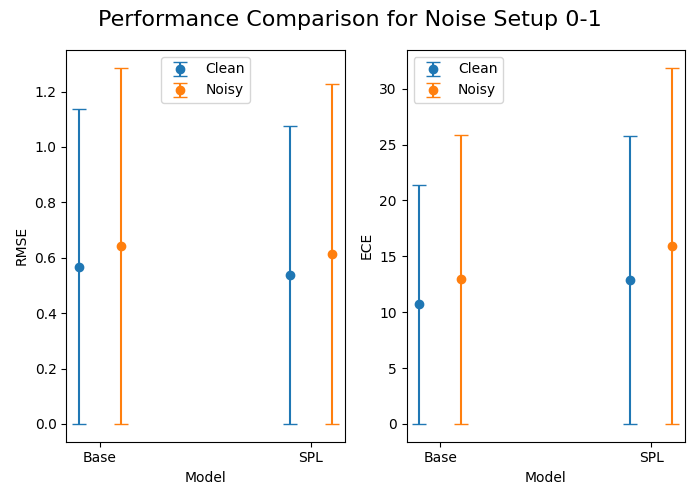 Performance Comparison for Noise Setup 0-1
Clean
Noisy
RMSE
1.2
1.0
0.8
0.6
0.4
0.2
0.0
Base
SPL
Model
Clean
Noisy
ECE
30
25
20
15
10
5
0
Base
SPL
Model